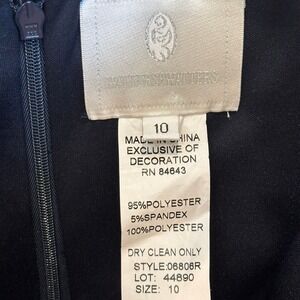 10
MADE IN CHINA
EXCLUSIVE OF
DECORATION
RN 84643
95%POLYESTER
5%SPANDEX
100%POLYESTER
DRY CLEAN ONLY
STYLE:06806R
LOT: 44890
SIZE: 10